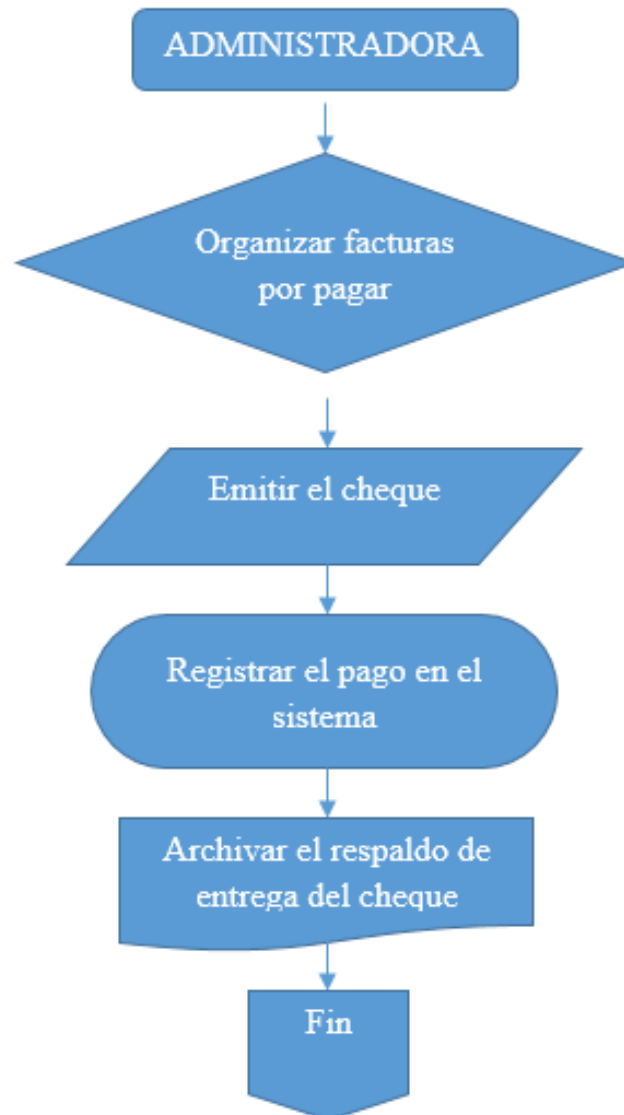 ADMINISTRADORA
Organizar facturas
por pagar
Emitir el cheque
Registrar el pago en el
sistema
Archivar el respaldo de
entrega del cheque
Fin